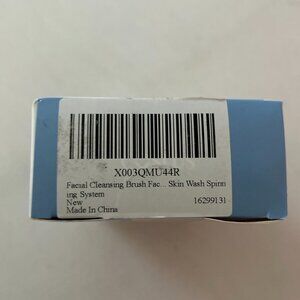 X003QMU44R
Facial Cleansing Brush Fac... Skin Wash Spinn
ing System
New 16299131
Made In China